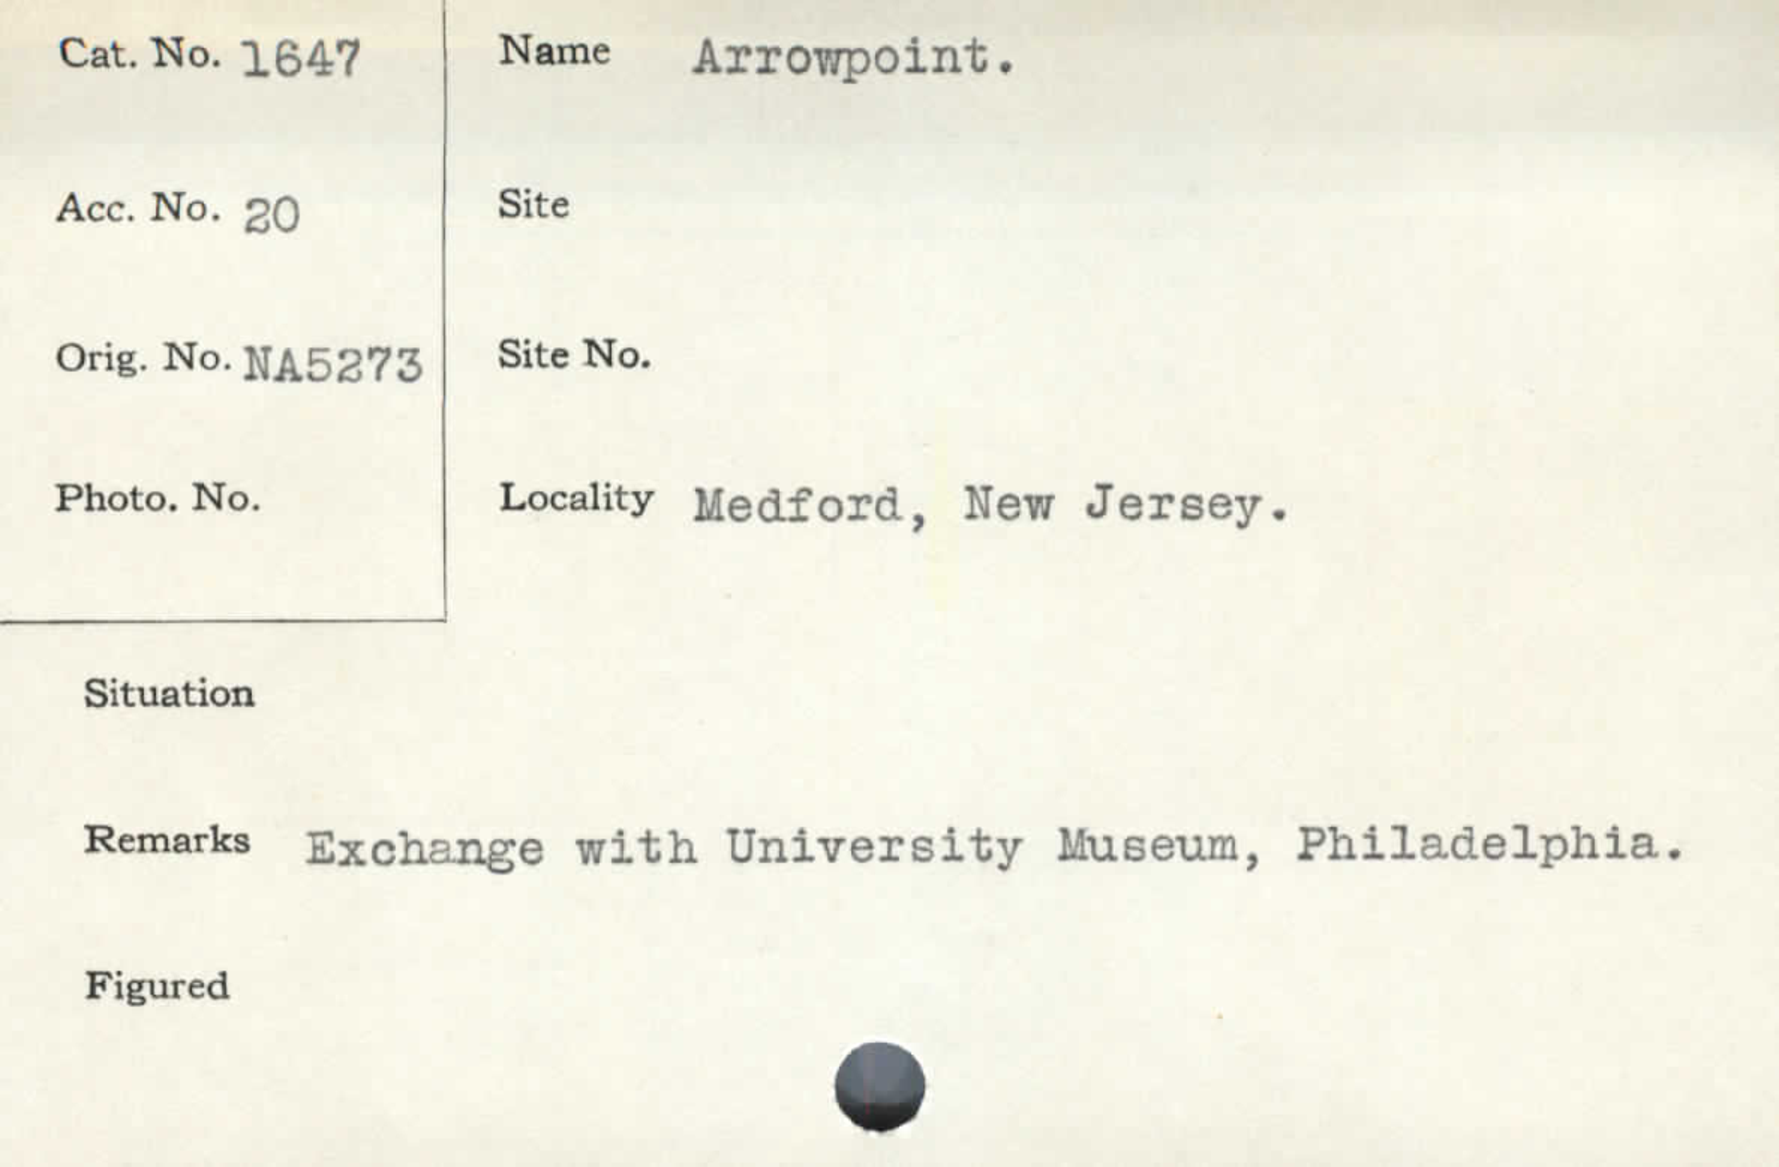 Cat. No. 1647
Acc. No. 20
Orig. No. NA5273
Photo. No.
Name Arrowpoint.
Site
Site No.
Locality Medford, New Jersey.
Situation
Remarks Exchange with University Museum, Philadelphia.
Figured